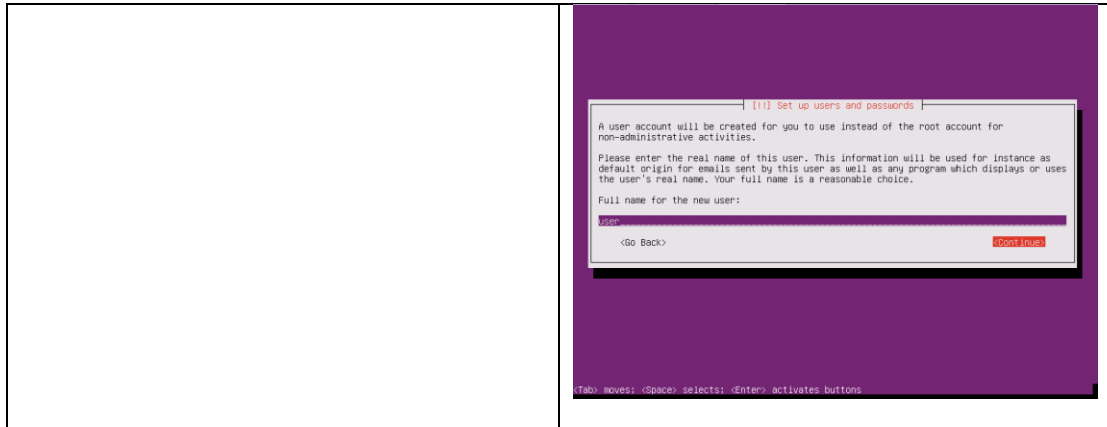 [!!] Set up users and passwords
A user account will be created for you to use instead of the root account for
non-administrative activities.
Please enter the real name of this user. This information will be used for instance as
default origin for emails sent by this user as well as any program which displays or uses
the user's real name. Your full name is a reasonable choice.
Full name for the new user:
user
<Go Back> <Continue>
<Tab> moves; <Space> selects; <Enter> activates buttons